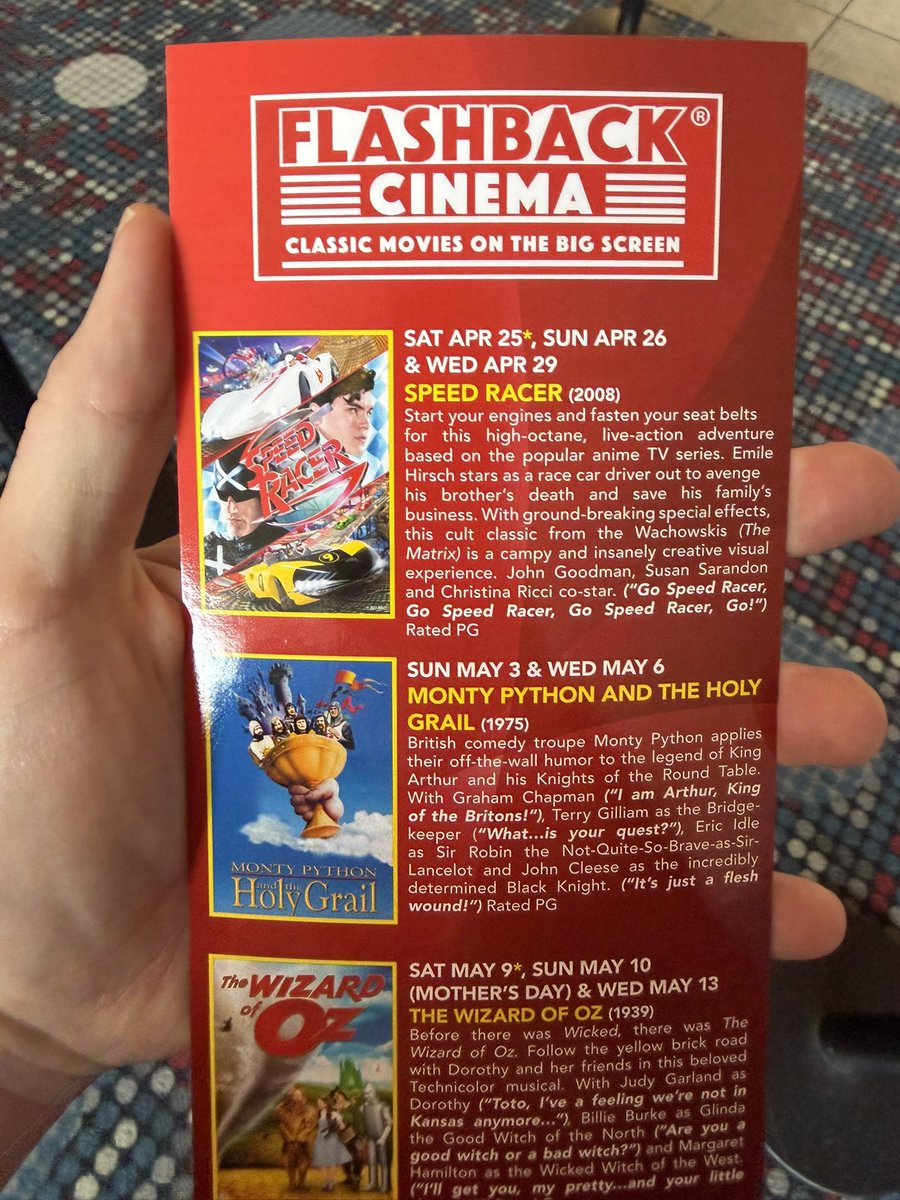 FLASHBACK®
CINEMA
CLASSIC MOVIES ON THE BIG SCREEN
SPEED
RACER
SAT APR 25*, SUN APR 26
& WED APR 29
SPEED RACER (2008)
Start your engines and fasten your seat belts
for this high-octane, live-action adventure
based on the popular anime TV series. Emile
Hirsch stars as a race car driver out to avenge
his brother's death and save his family's
business. With ground-breaking special effects,
this cult classic from the Wachowskis (The
Matrix) is a campy and insanely creative visual
experience. John Goodman, Susan Sarandon
and Christina Ricci co-star. ("Go Speed Racer,
Go Speed Racer, Go Speed Racer, Go!")
Rated PG
MONTY PYTHON
and the
Holy Grail
SUN MAY 3 & WED MAY 6
MONTY PYTHON AND THE HOLY
GRAIL (1975)
British comedy troupe Monty Python applies
their off-the-wall humor to the legend of King
Arthur and his Knights of the Round Table.
With Graham Chapman ("I am Arthur, King
of the Britons!"), Terry Gilliam as the Bridge-
keeper ("What...is your quest?"), Eric Idle
as Sir Robin the Not-Quite-So-Brave-as-Sir-
Lancelot and John Cleese as the incredibly
determined Black Knight. ("It's just a flesh
wound!") Rated PG
The WIZARD
of OZ
SAT MAY 9*, SUN MAY 10
(MOTHER'S DAY) & WED MAY 13
THE WIZARD OF OZ (1939)
Before there was Wicked, there was The
Wizard of Oz. Follow the yellow brick road
with Dorothy and her friends in this beloved
Technicolor musical. With Judy Garland as
Dorothy ("Toto, I've a feeling we're not in
Kansas anymore..."), Billie Burke as Glinda
the Good Witch of the North ("Are you a
good witch or a bad witch?") and Margaret
Hamilton as the Wicked Witch of the West.
("I'll get you, my pretty...and your little